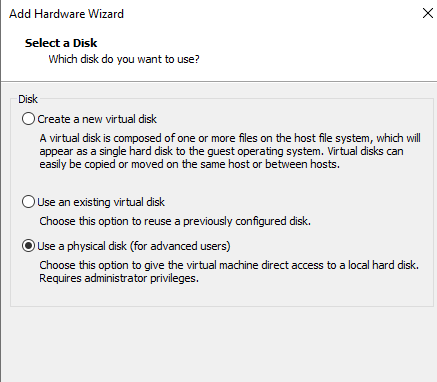 Add Hardware Wizard
Select a Disk
Which disk do you want to use?
Disk
Create a new virtual disk
A virtual disk is composed of one or more files on the host file system, which will
appear as a single hard disk to the guest operating system. Virtual disks can
easily be copied or moved on the same host or between hosts.
Use an existing virtual disk
Choose this option to reuse a previously configured disk.
Use a physical disk (for advanced users)
Choose this option to give the virtual machine direct access to a local hard disk.
Requires administrator privileges.